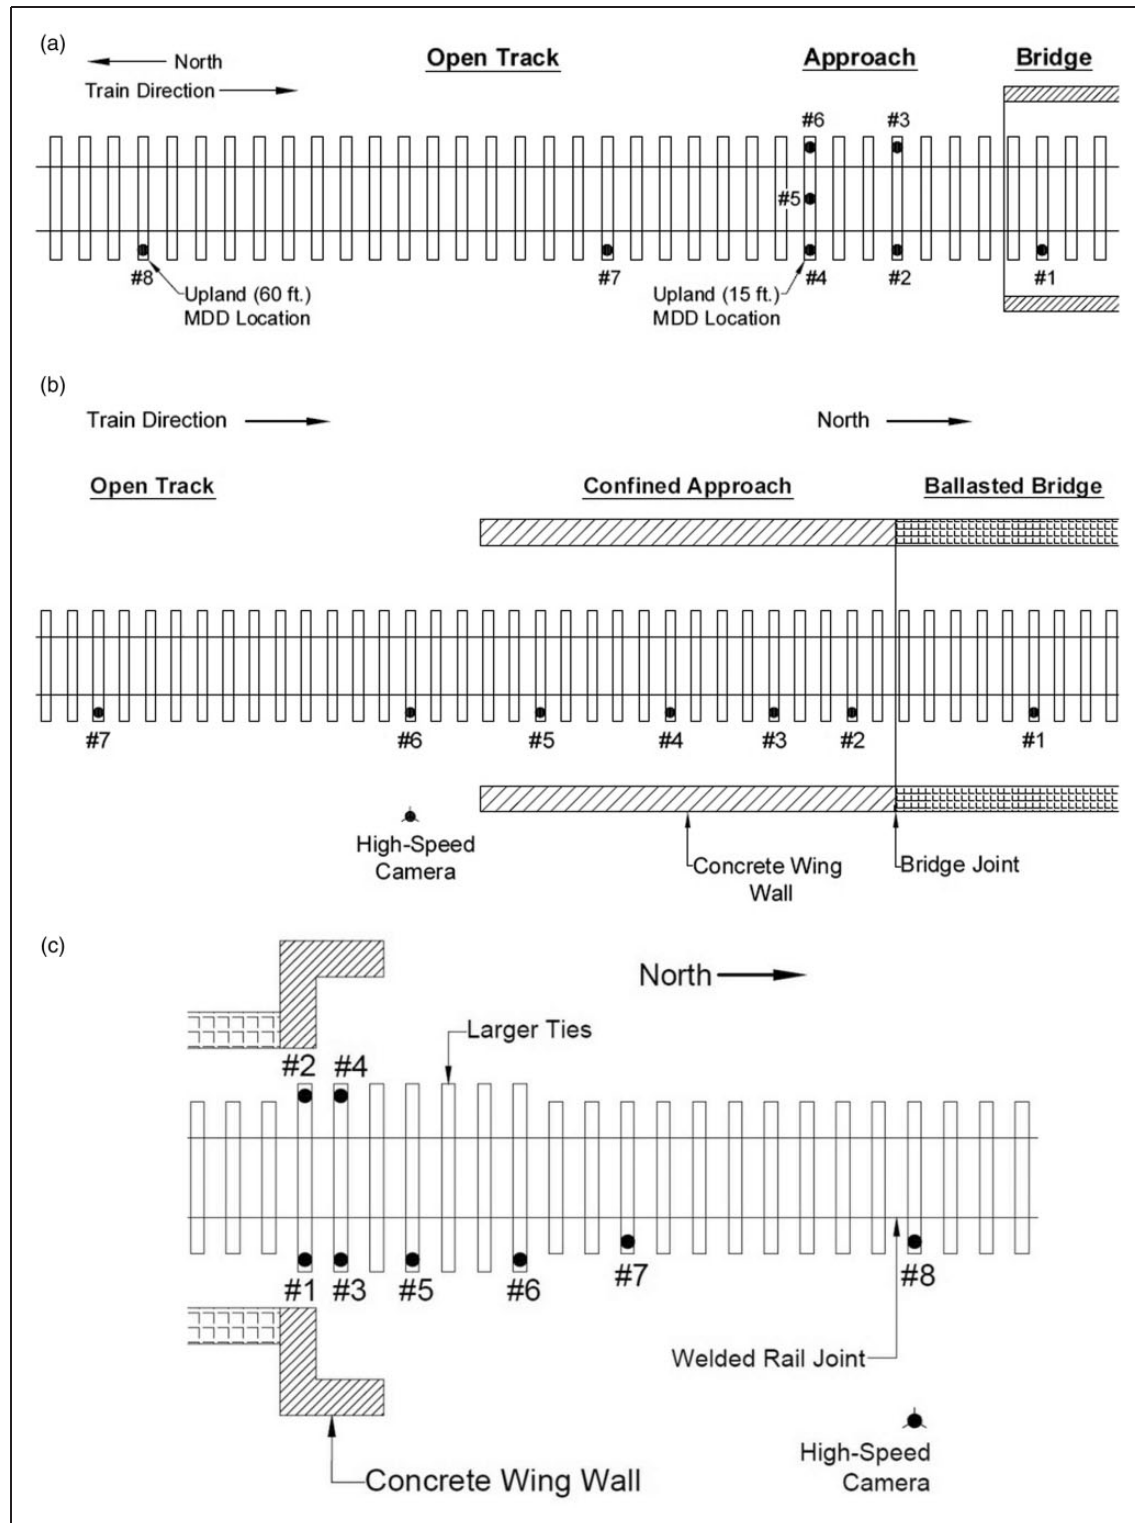 (a)
North
Train Direction
Open Track
Approach
Bridge
#6
#3
#5
#8
#7
#4
#2
#1
Upland (60 ft.)
MDD Location
Upland (15 ft.)
MDD Location
(b)
Train Direction
North
Open Track
Confined Approach
Ballasted Bridge
#7
#6
#5
#4
#3
#2
#1
High-Speed
Camera
Concrete Wing
Wall
Bridge Joint
(c)
North
Larger Ties
#2
#4
#1
#3
#5
#6
#7
#8
Welded Rail Joint
High-Speed
Camera
Concrete Wing Wall